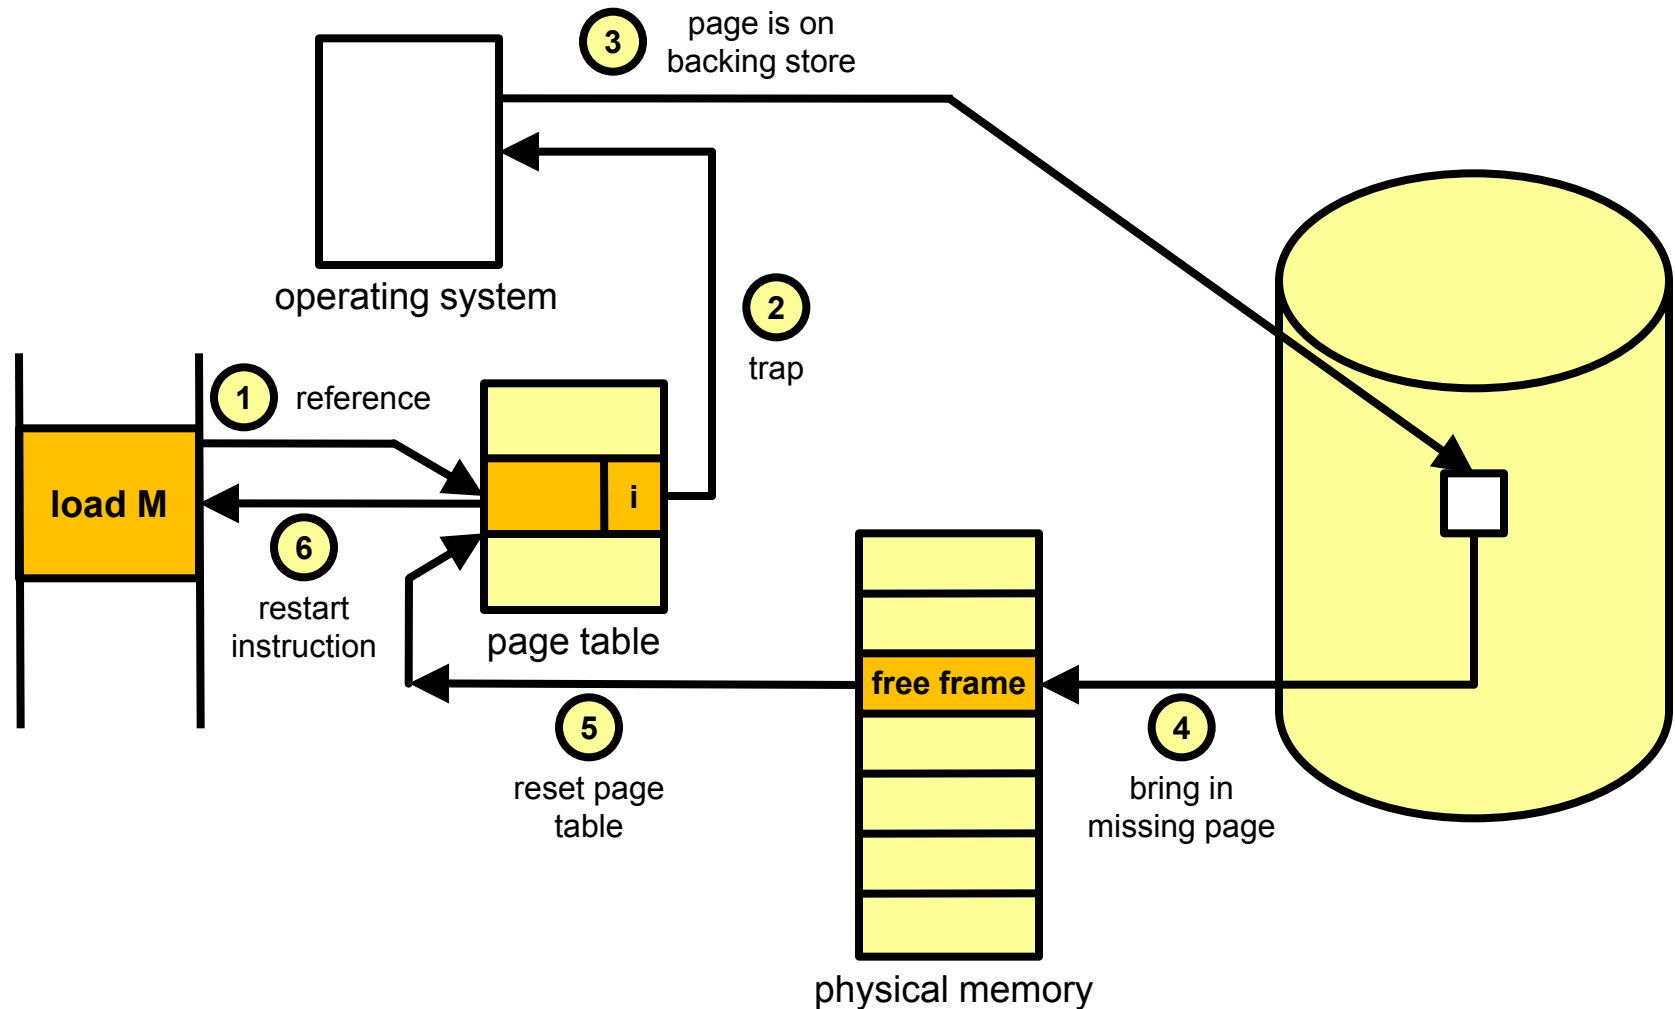 3
page is on
backing store
operating system
2
trap
1
reference
load M
i
6
restart
instruction
page table
free frame
5
reset page
table
4
bring in
missing page
physical memory